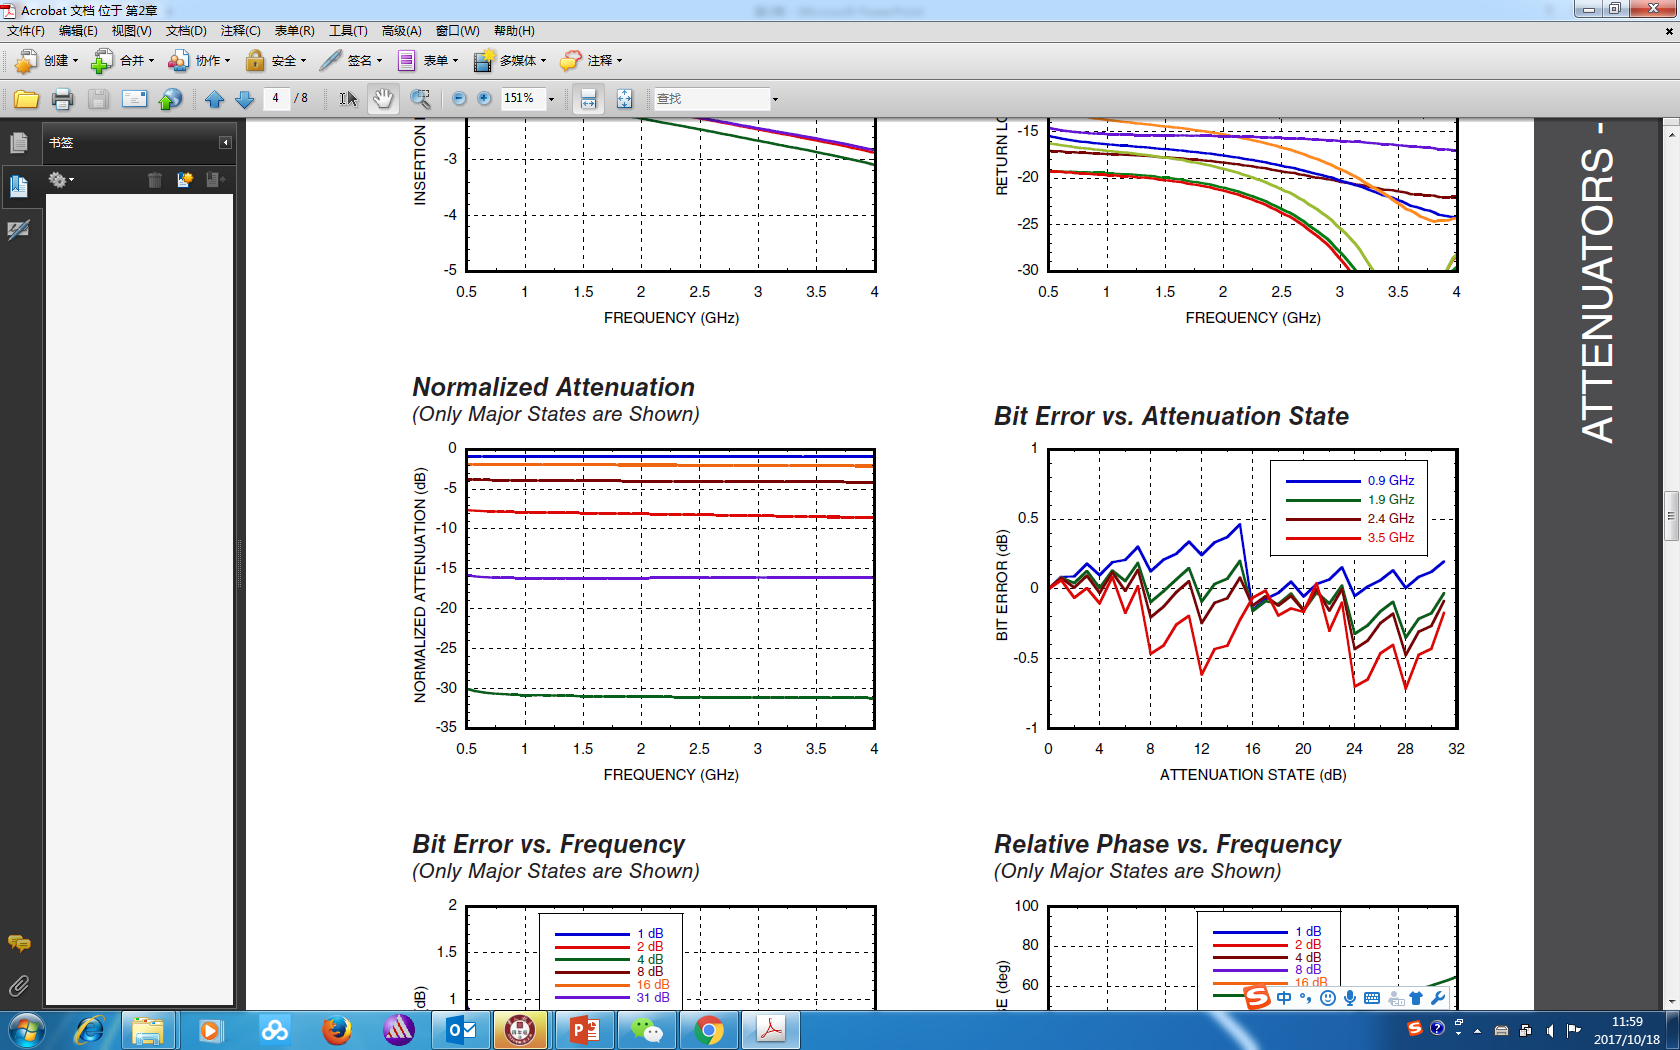 Acrobat 文档 位于 第2章
文件(F) 编辑(E) 视图(V) 文档(D) 注释(C) 表单(R) 工具(T) 高级(A) 窗口(W) 帮助(H)
创建 合并 协作 安全 签名 表单 多媒体 注释
4 / 8 151% 查找
书签
ATTENUATORS -
-3
-4
-5
0.5 1 1.5 2 2.5 3 3.5 4
FREQUENCY (GHz)
INSERTION
-15
-20
-25
-30
0.5 1 1.5 2 2.5 3 3.5 4
FREQUENCY (GHz)
RETURN LO
Normalized Attenuation
(Only Major States are Shown)
NORMALIZED ATTENUATION (dB)
0
-5
-10
-15
-20
-25
-30
-35
0.5 1 1.5 2 2.5 3 3.5 4
FREQUENCY (GHz)
Bit Error vs. Attenuation State
BIT ERROR (dB)
1
0.5
0
-0.5
-1
0.9 GHz
1.9 GHz
2.4 GHz
3.5 GHz
0 4 8 12 16 20 24 28 32
ATTENUATION STATE (dB)
Bit Error vs. Frequency
(Only Major States are Shown)
2
1.5
1
(dB)
1 dB
2 dB
4 dB
8 dB
16 dB
31 dB
Relative Phase vs. Frequency
(Only Major States are Shown)
100
80
60
SE (deg)
1 dB
2 dB
4 dB
8 dB
16 dB
中
11:59
2017/10/18